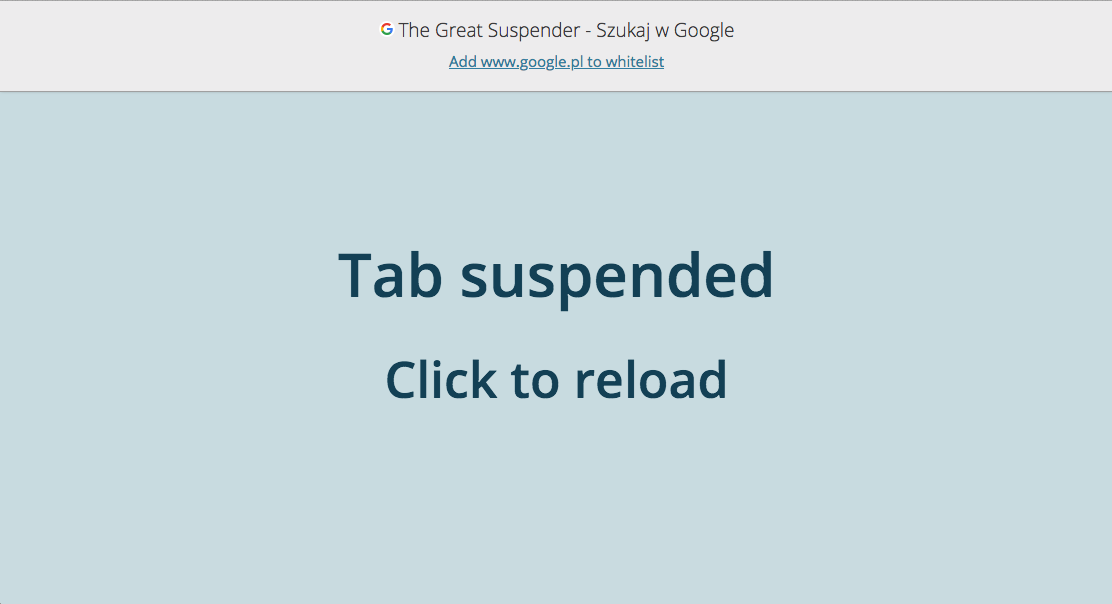 The Great Suspender - Szukaj w Google
Add www.google.pl to whitelist
Tab suspended
Click to reload